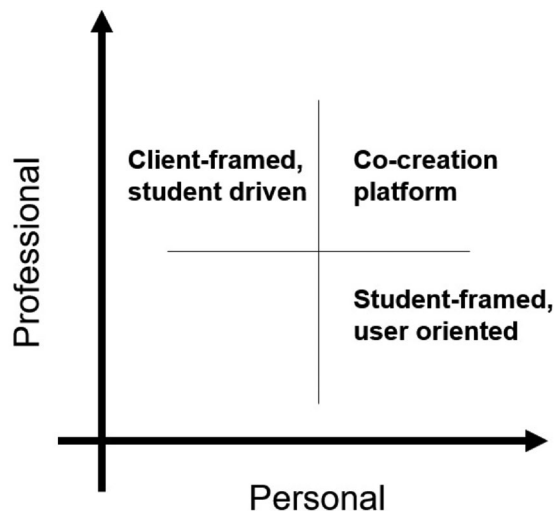 Professional
Client-framed,
student driven
Co-creation
platform
Student-framed,
user oriented
Personal